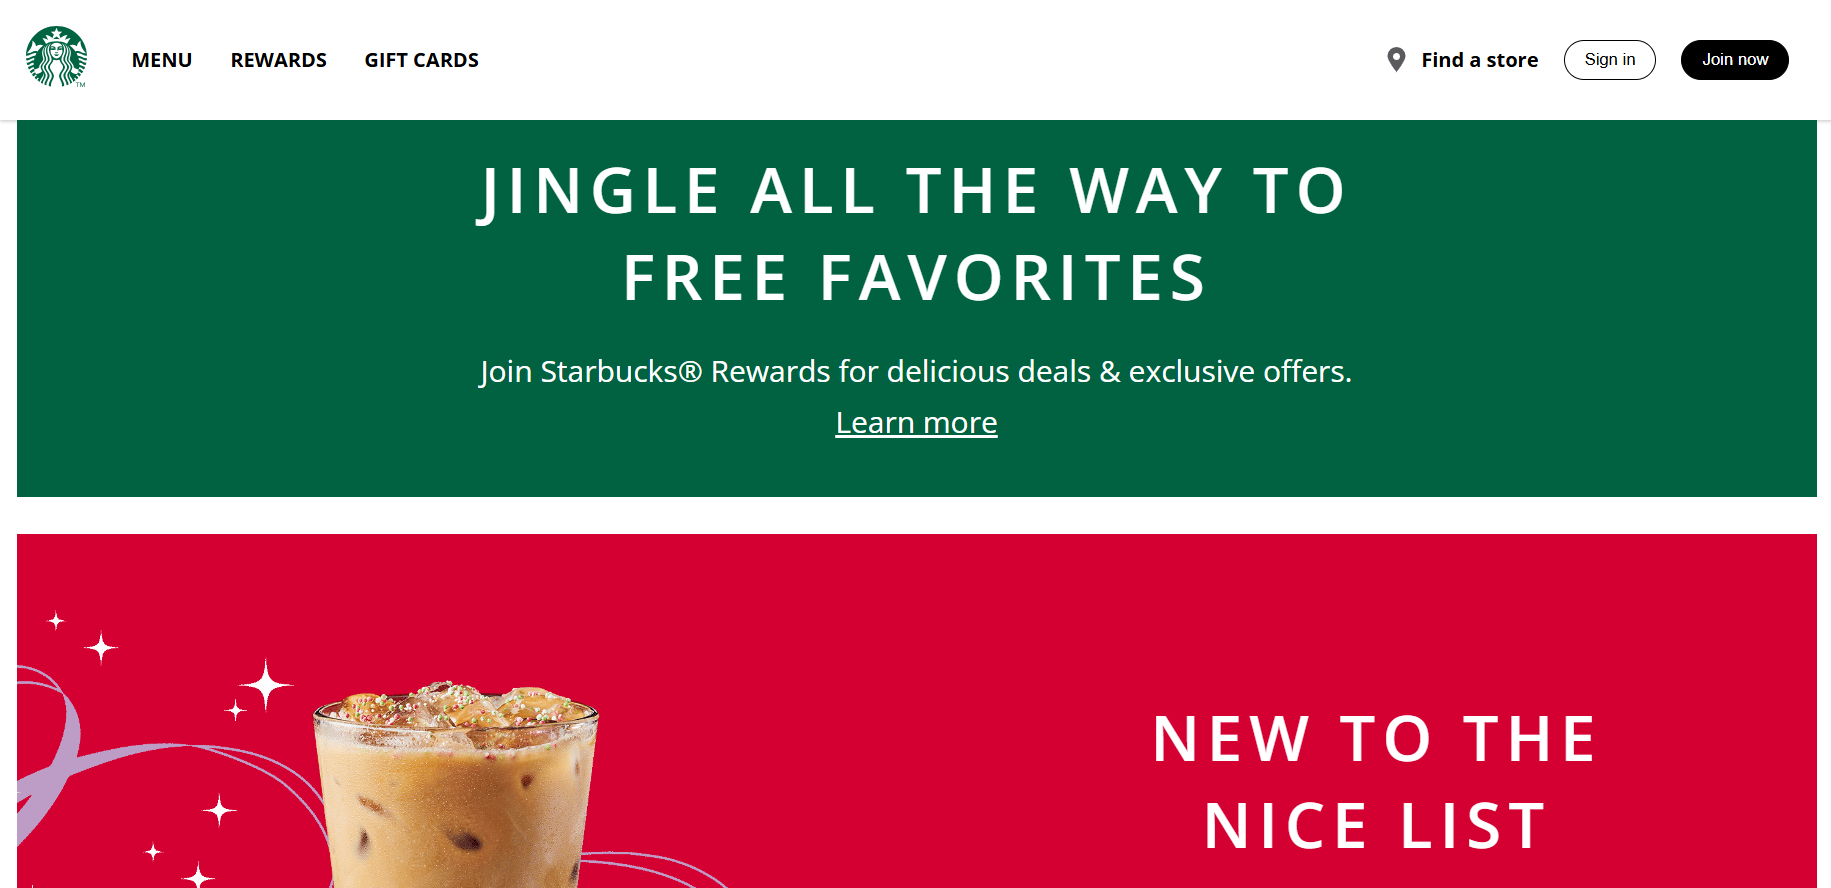 MENU
REWARDS
GIFT CARDS
Find a store
Sign in
Join now
TM
JINGLE ALL THE WAY TO
FREE FAVORITES
Join Starbucks® Rewards for delicious deals & exclusive offers.
Learn more
NEW TO THE
NICE LIST